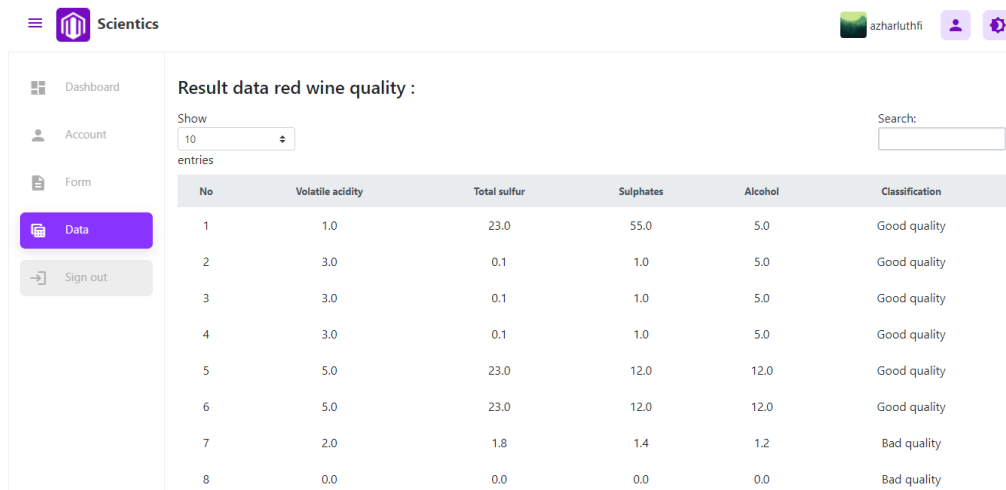 Scientics
azharluthfi
Dashboard
Account
Form
Data
Sign out
Result data red wine quality :
Show
10
entries
Search:
No Volatile acidity Total sulfur Sulphates Alcohol Classification
1 1.0 23.0 55.0 5.0 Good quality
2 3.0 0.1 1.0 5.0 Good quality
3 3.0 0.1 1.0 5.0 Good quality
4 3.0 0.1 1.0 5.0 Good quality
5 5.0 23.0 12.0 12.0 Good quality
6 5.0 23.0 12.0 12.0 Good quality
7 2.0 1.8 1.4 1.2 Bad quality
8 0.0 0.0 0.0 0.0 Bad quality